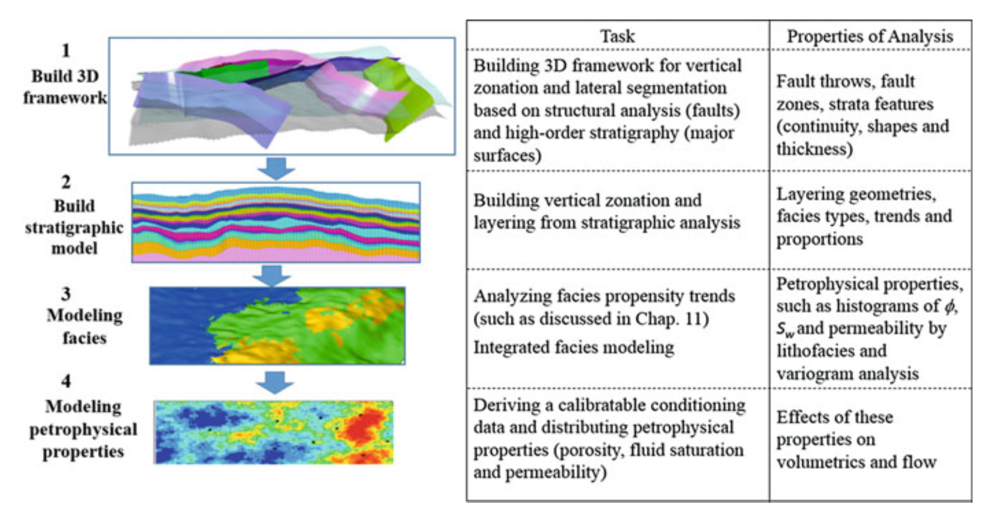 1
Build 3D
framework
2
Build
stratigraphic
model
3
Modeling
facies
4
Modeling
petrophysical
properties
Task
Properties of Analysis
Building 3D framework for vertical
zonation and lateral segmentation
based on structural analysis (faults)
and high-order stratigraphy (major
surfaces)
Fault throws, fault
zones, strata features
(continuity, shapes and
thickness)
Building vertical zonation and
layering from stratigraphic analysis
Layering geometries,
facies types, trends and
proportions
Analyzing facies propensity trends
(such as discussed in Chap. 11)
Integrated facies modeling
Petrophysical properties,
such as histograms of ϕ,
Sw and permeability by
lithofacies and
variogram analysis
Deriving a calibratable conditioning
data and distributing petrophysical
properties (porosity, fluid saturation
and permeability)
Effects of these
properties on
volumetrics and flow